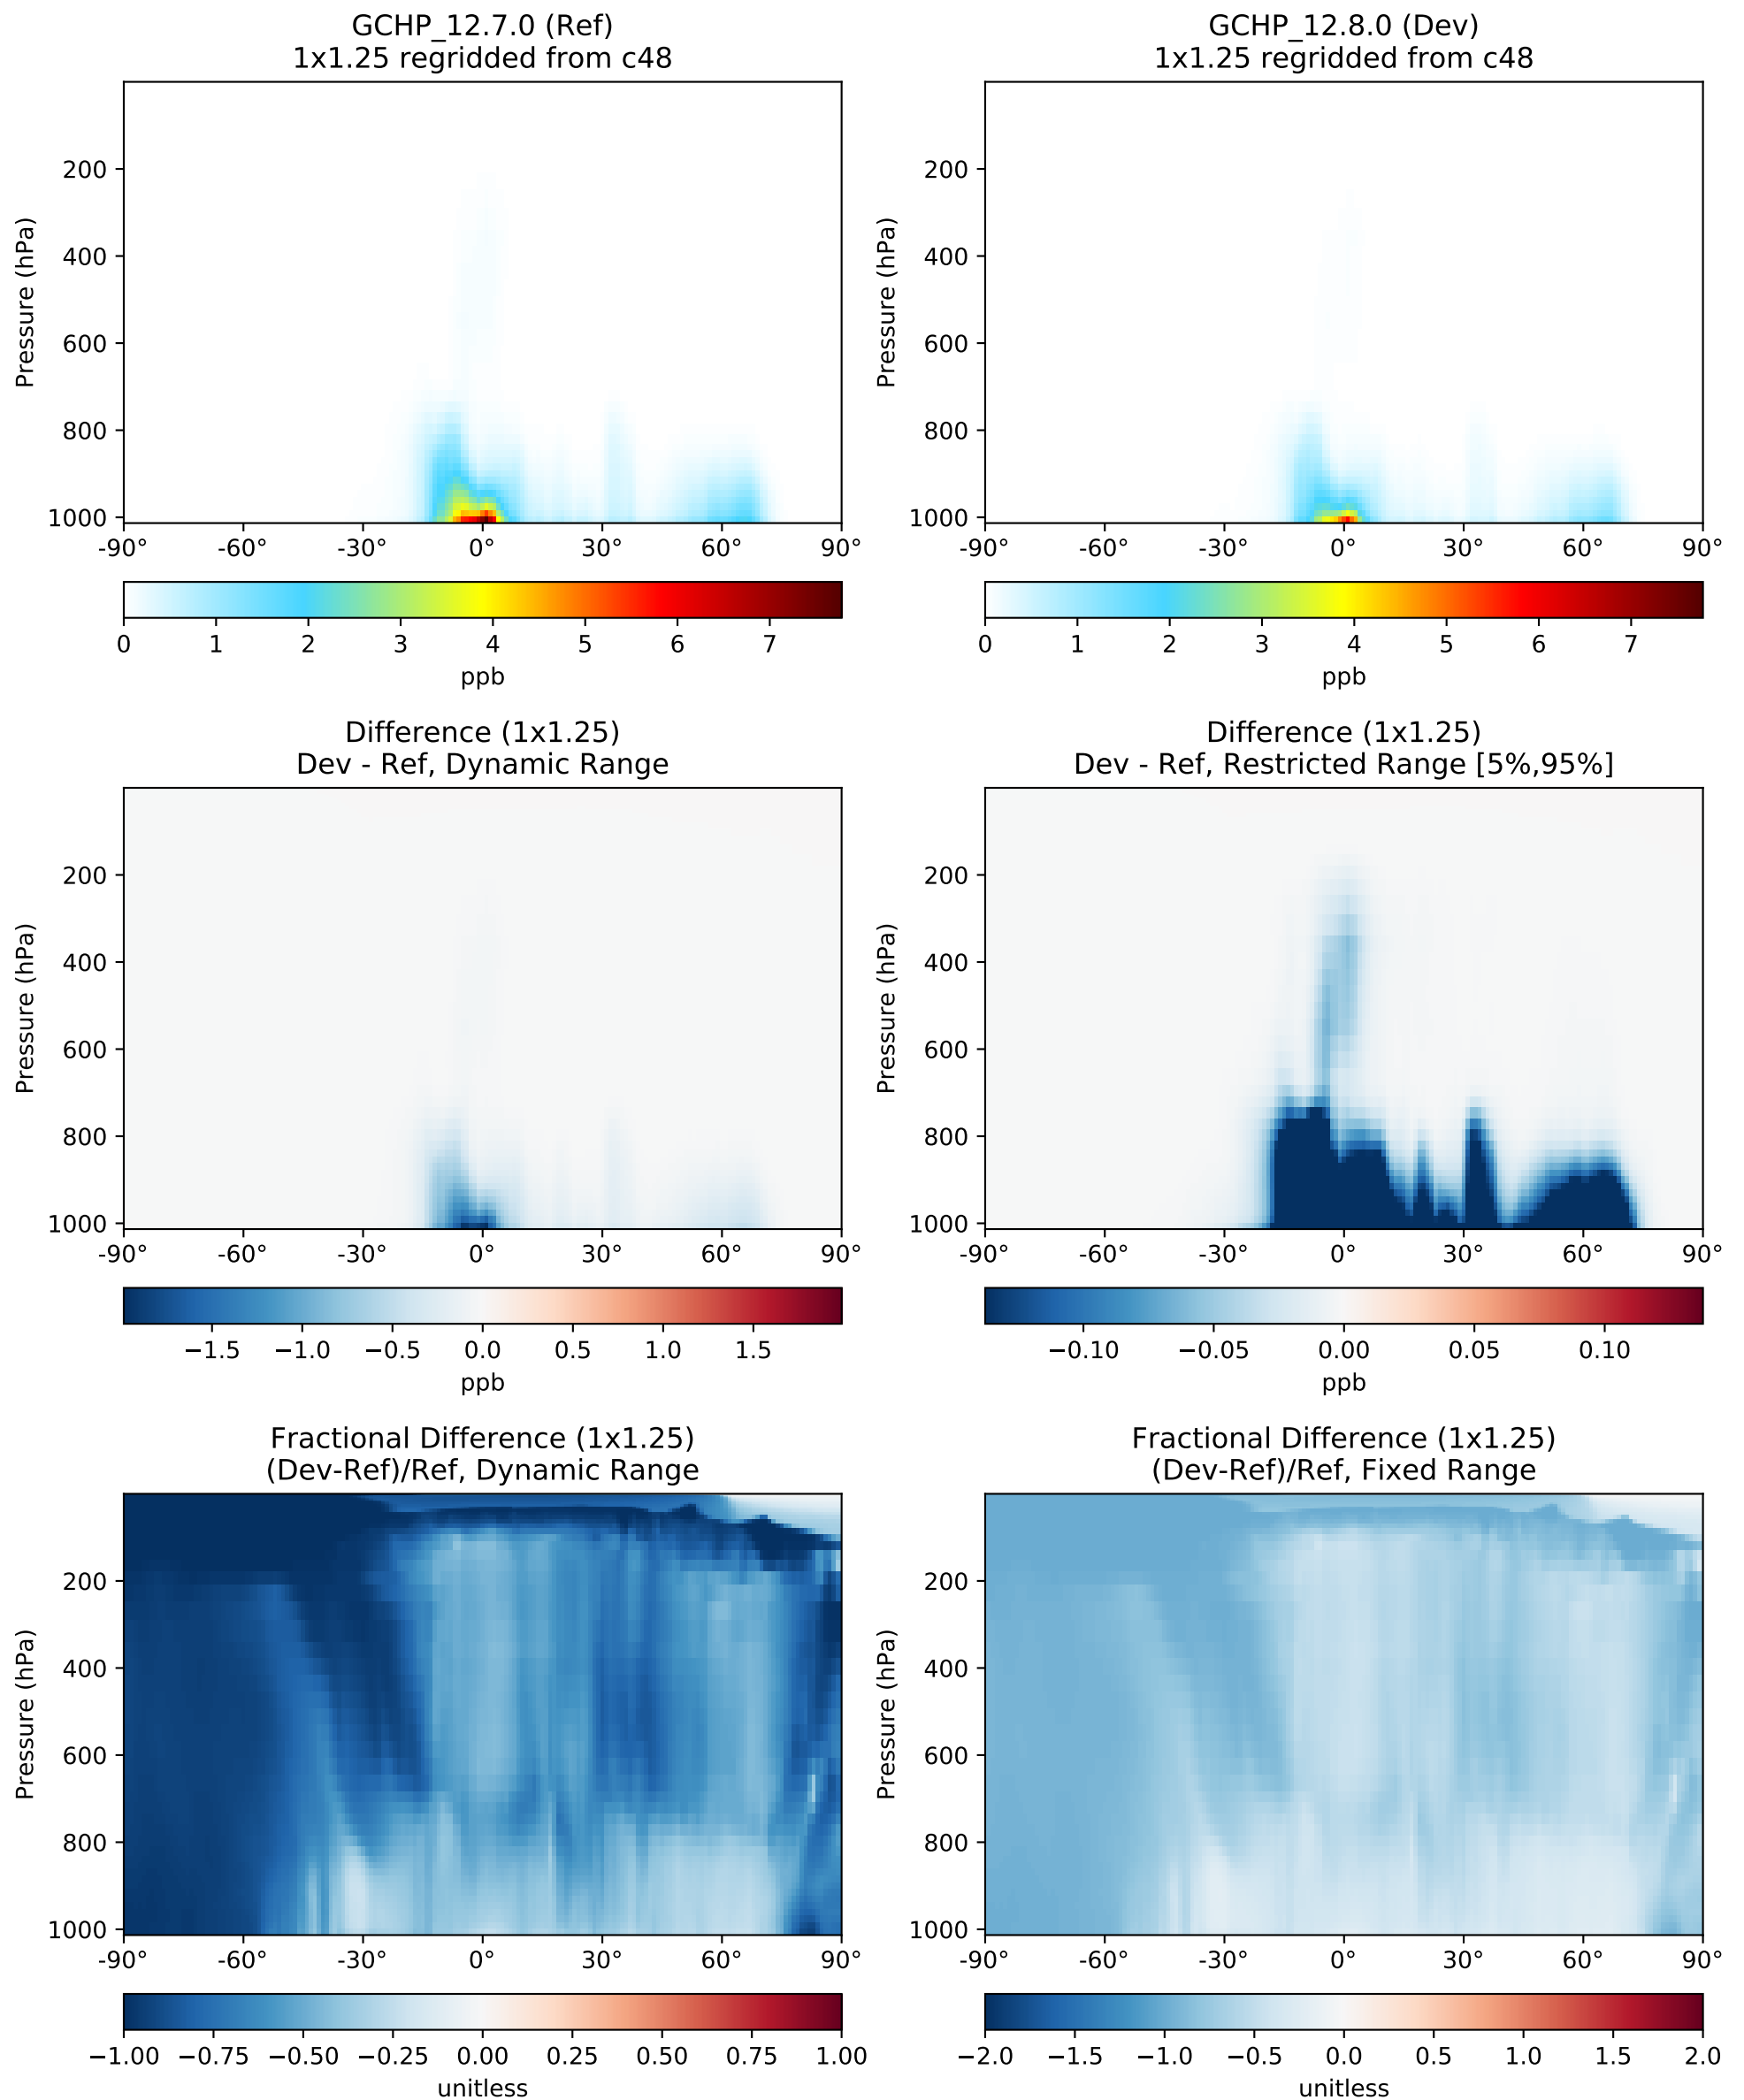 GCHP_12.7.0 (Ref)
1x1.25 regridded from c48
Pressure (hPa)
200
400
600
800
1000
-90° -60° -30° 0° 30° 60° 90°
0 1 2 3 4 5 6 7
ppb
GCHP_12.8.0 (Dev)
1x1.25 regridded from c48
Pressure (hPa)
200
400
600
800
1000
-90° -60° -30° 0° 30° 60° 90°
0 1 2 3 4 5 6 7
ppb
Difference (1x1.25)
Dev - Ref, Dynamic Range
Pressure (hPa)
200
400
600
800
1000
-90° -60° -30° 0° 30° 60° 90°
−1.5 −1.0 −0.5 0.0 0.5 1.0 1.5
ppb
Difference (1x1.25)
Dev - Ref, Restricted Range [5%,95%]
Pressure (hPa)
200
400
600
800
1000
-90° -60° -30° 0° 30° 60° 90°
−0.10 −0.05 0.00 0.05 0.10
ppb
Fractional Difference (1x1.25)
(Dev-Ref)/Ref, Dynamic Range
Pressure (hPa)
200
400
600
800
1000
-90° -60° -30° 0° 30° 60° 90°
−1.00 −0.75 −0.50 −0.25 0.00 0.25 0.50 0.75 1.00
unitless
Fractional Difference (1x1.25)
(Dev-Ref)/Ref, Fixed Range
Pressure (hPa)
200
400
600
800
1000
-90° -60° -30° 0° 30° 60° 90°
−2.0 −1.5 −1.0 −0.5 0.0 0.5 1.0 1.5 2.0
unitless